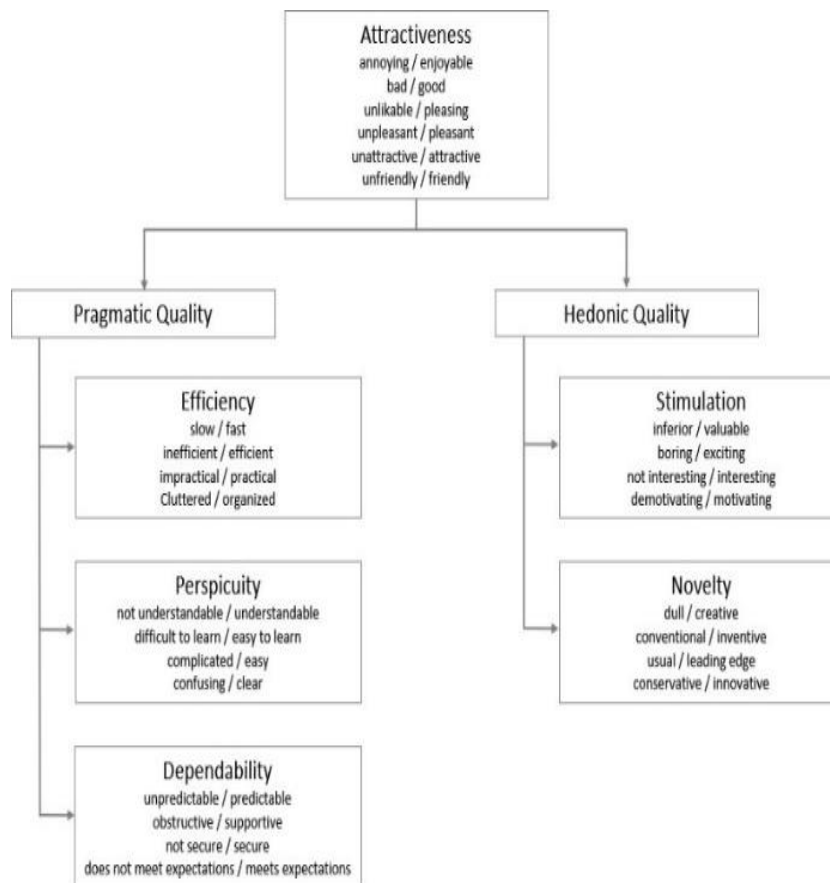 Attractiveness
annoying / enjoyable
bad / good
unlikable / pleasing
unpleasant / pleasant
unattractive / attractive
unfriendly / friendly
Pragmatic Quality
Hedonic Quality
Efficiency
slow / fast
inefficient / efficient
impractical / practical
Cluttered / organized
Stimulation
inferior / valuable
boring / exciting
not interesting / interesting
demotivating / motivating
Perspicuity
not understandable / understandable
difficult to learn / easy to learn
complicated / easy
confusing / clear
Novelty
dull / creative
conventional / inventive
usual / leading edge
conservative / innovative
Dependability
unpredictable / predictable
obstructive / supportive
not secure / secure
does not meet expectations / meets expectations